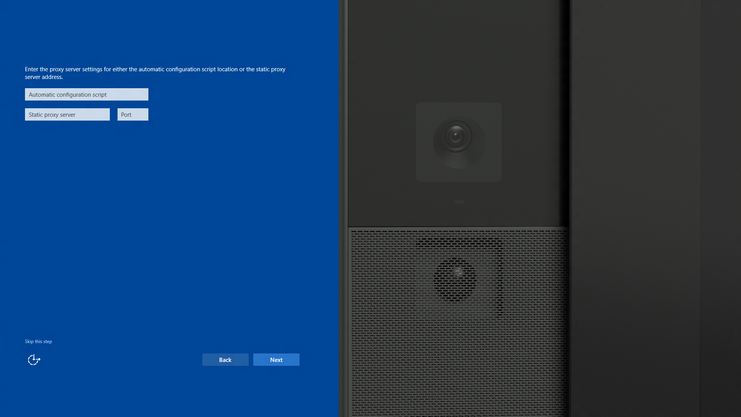 Enter the proxy server settings for either the automatic configuration script location or the static proxy
server address.
Automatic configuration script
Static proxy server
Port
Skip this step
Back
Next